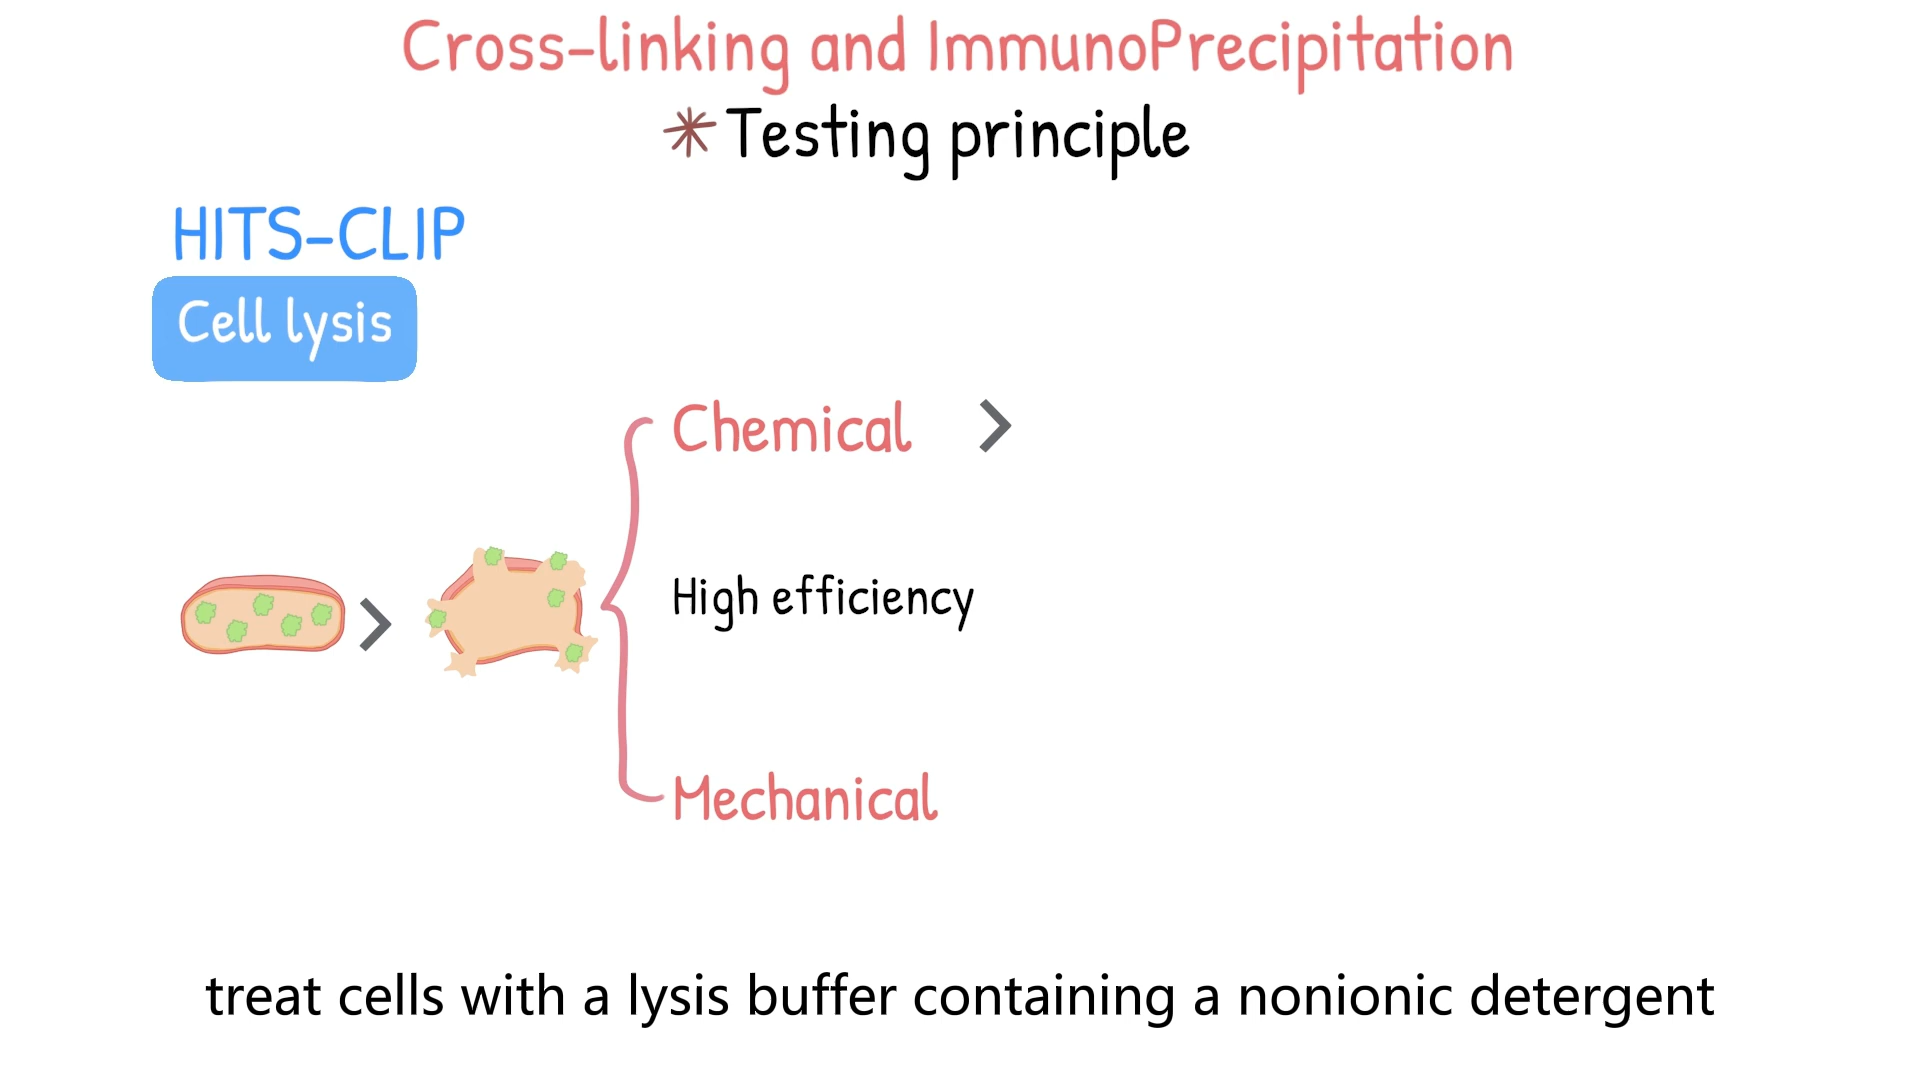 Cross-linking and ImmunoPrecipitation
*Testing principle
HITS-CLIP
Cell lysis
Chemical
High efficiency
Mechanical
treat cells with a lysis buffer containing a nonionic detergent